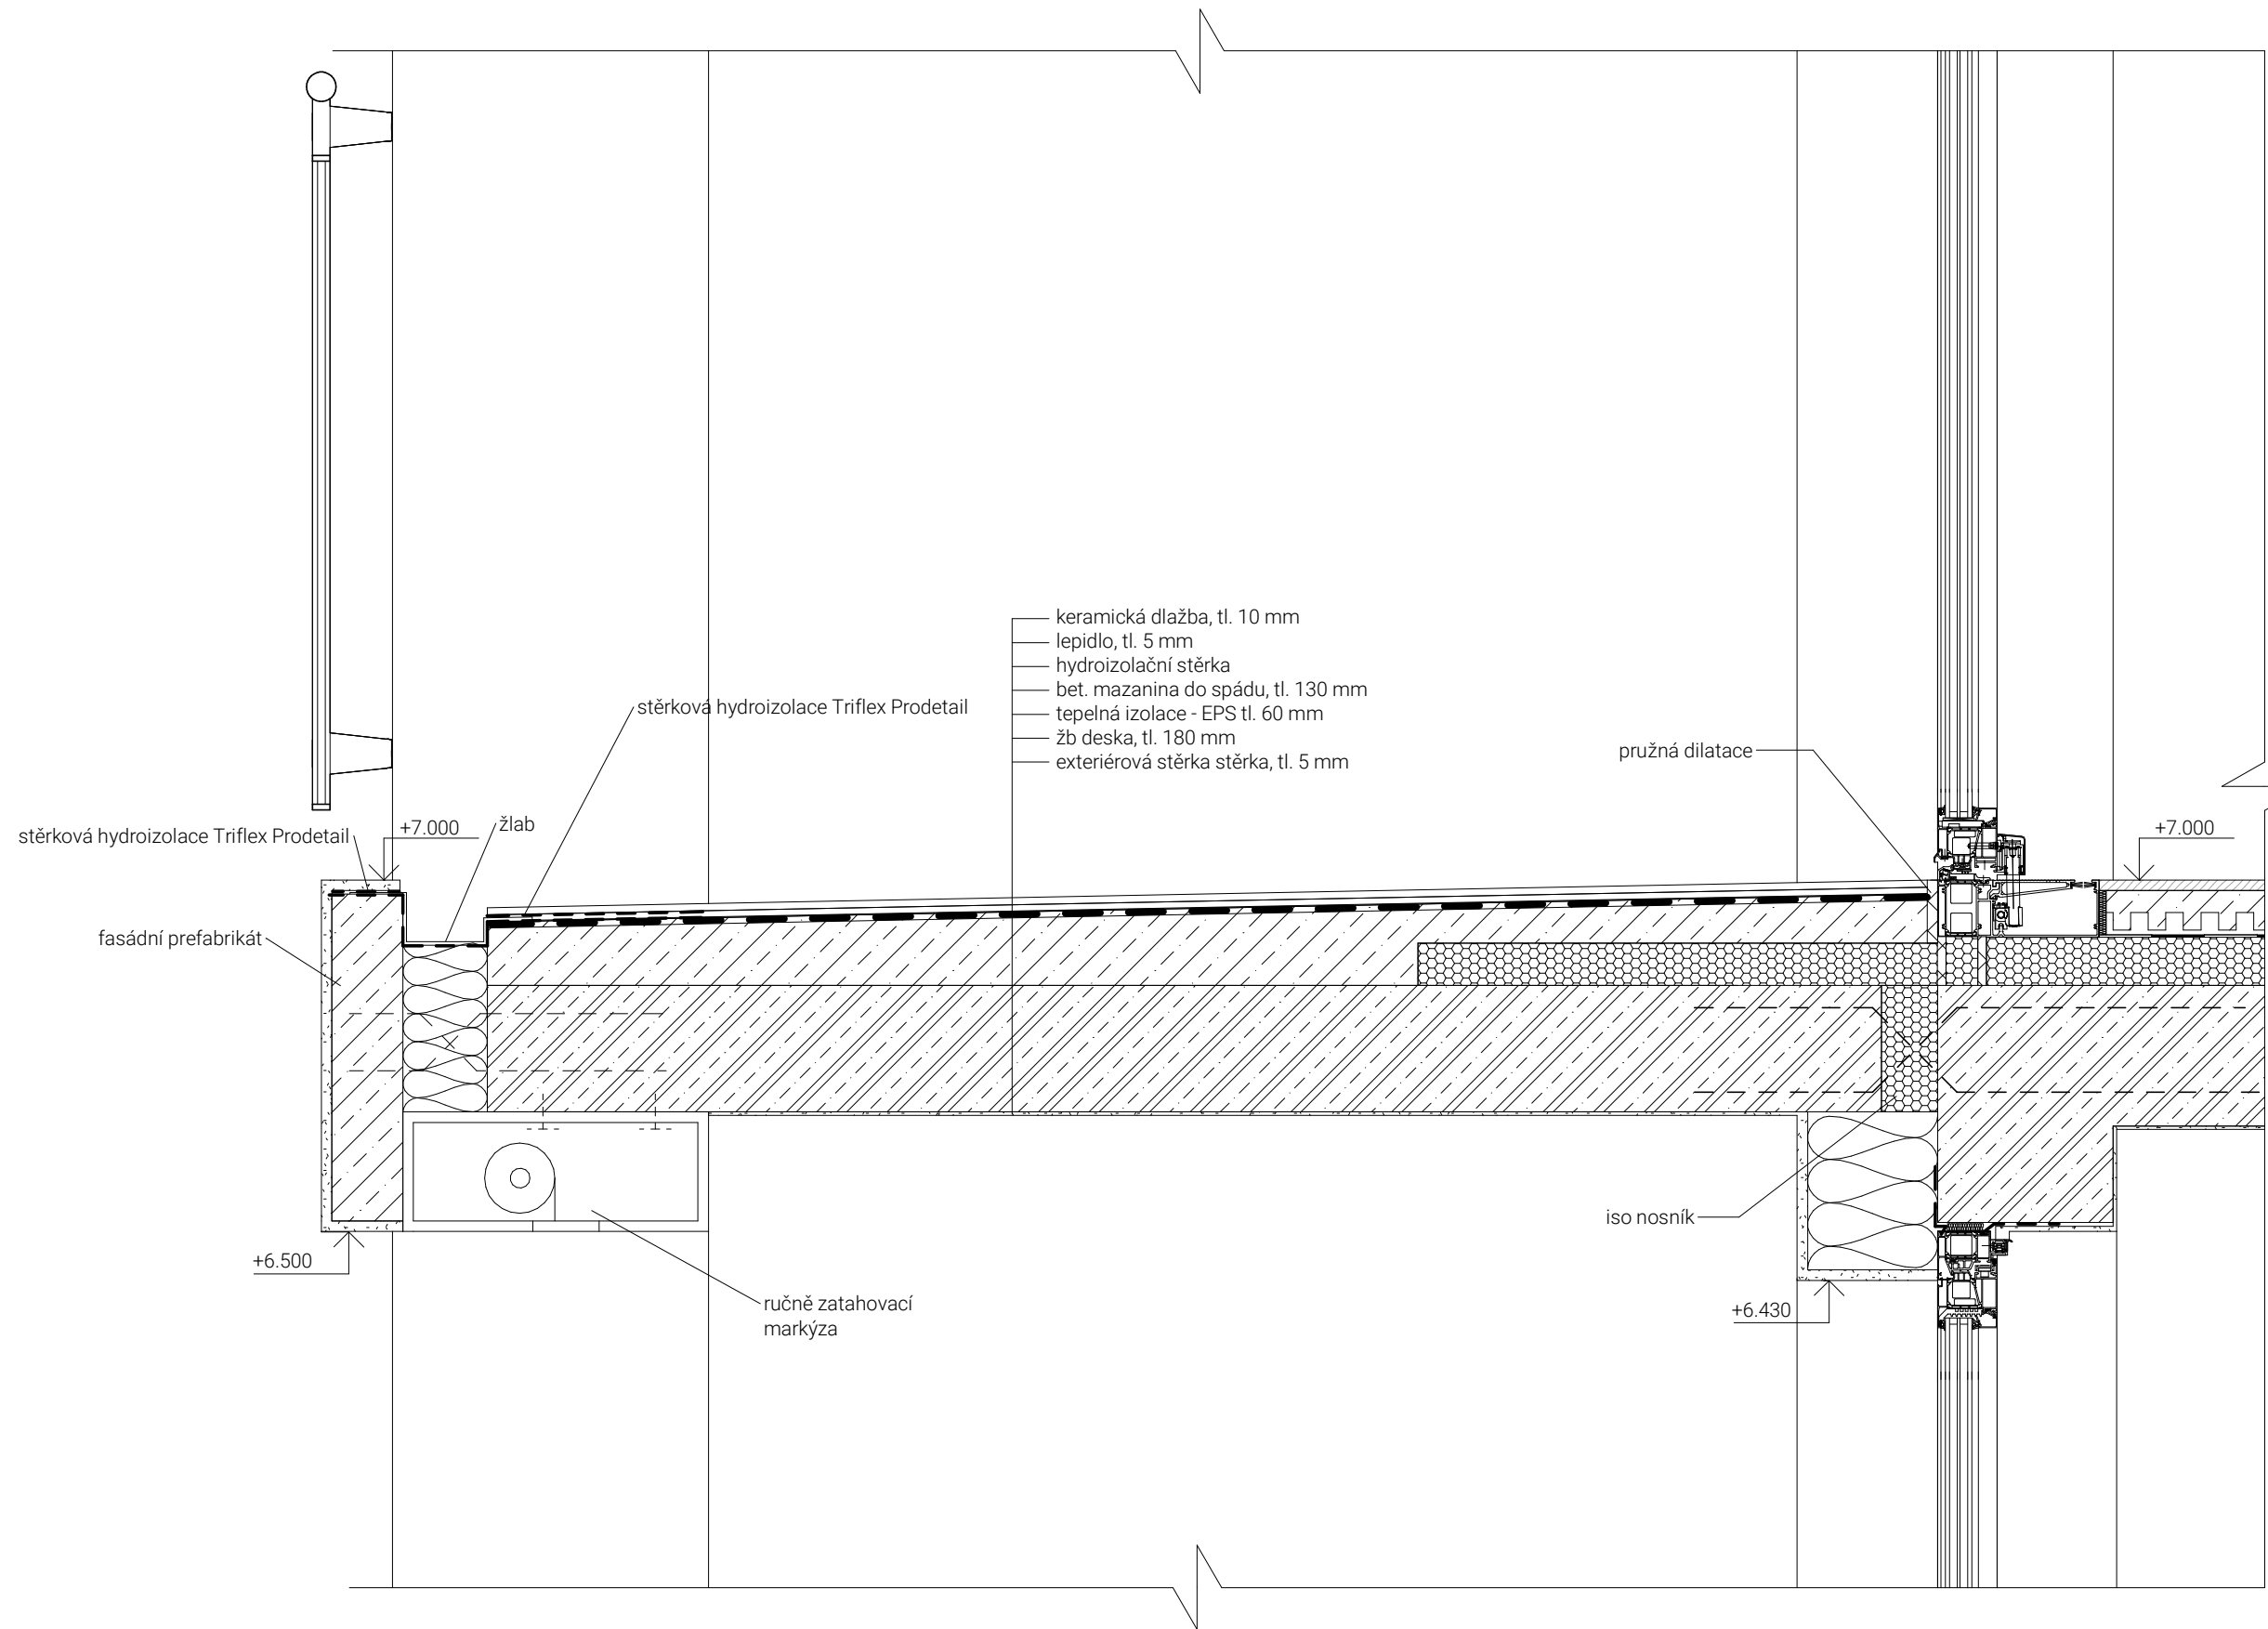 keramická dlažba, tl. 10 mm
lepidlo, tl. 5 mm
hydroizolační stěrka
bet. mazanina do spádu, tl. 130 mm
tepelná izolace - EPS tl. 60 mm
žb deska, tl. 180 mm
exteriérová stěrka stěrka, tl. 5 mm
stěrková hydroizolace Triflex Prodetail
pružná dilatace
stěrková hydroizolace Triflex Prodetail
+7.000
žlab
+7.000
fasádní prefabrikát
iso nosník
+6.500
ručně zatahovací
markýza
+6.430